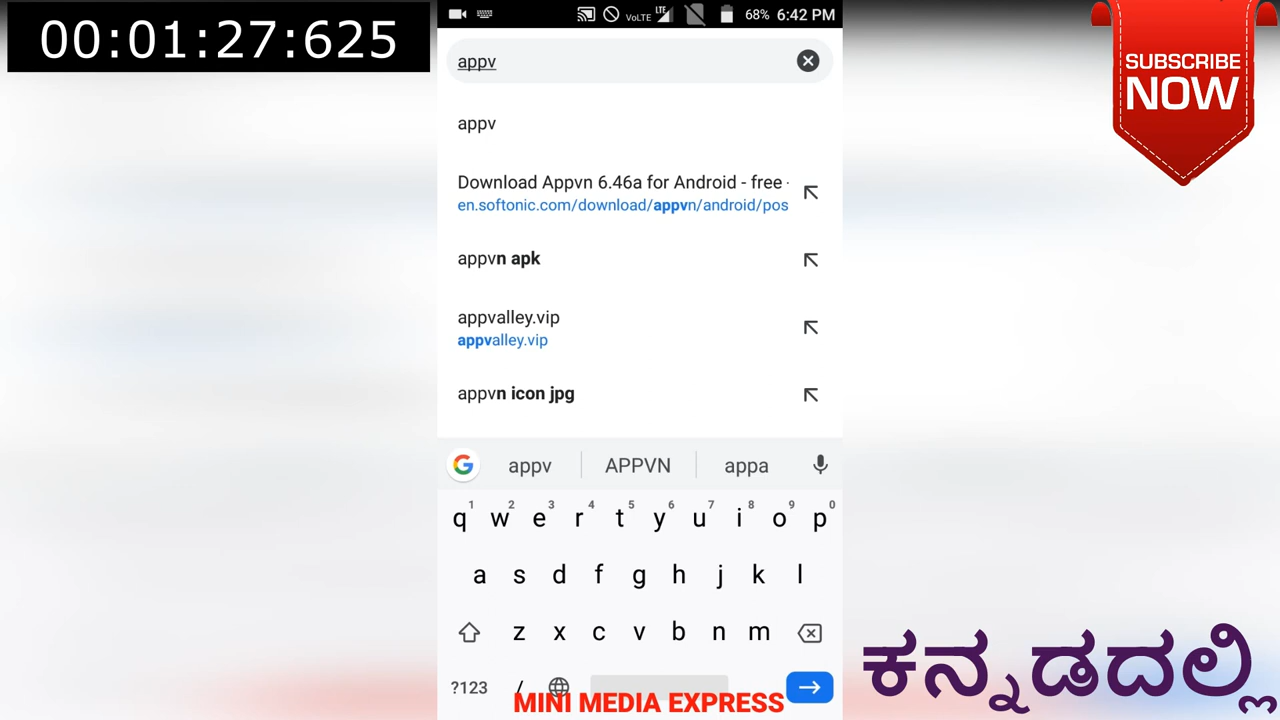 00:01:27:625
VoLTE LTE 68% 6:42 PM
appv
appv
Download Appvn 6.46a for Android - free ·
en.softonic.com/download/appvn/android/pos
appvn apk
appvalley.vip
appvalley.vip
appvn icon jpg
appv APPVN appa
1 2 3 4 5 6 7 8 9 0
q w e r t y u i o p
a s d f g h j k l
z x c v b n m
?123 /
MINI MEDIA EXPRESS
SUBSCRIBE
NOW
ಕನ್ನಡದಲ್ಲಿ